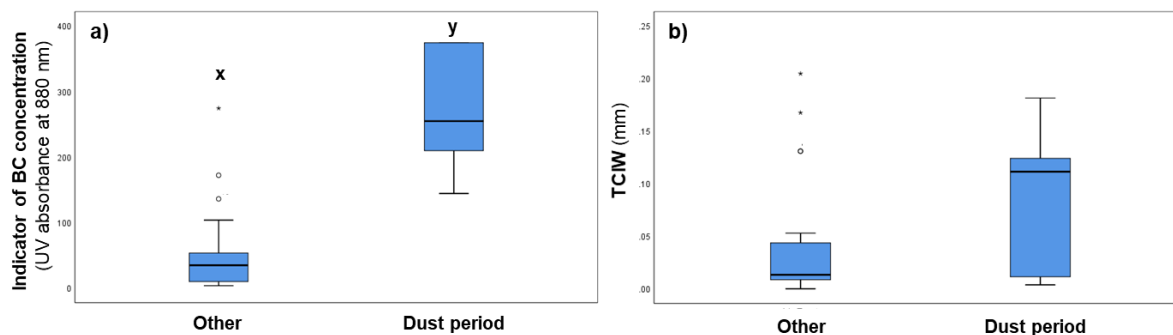 a)
Indicator of BC concentration
(UV absorbance at 880 nm)
400
300
200
100
0
x
y
Other
Dust period
b)
TCIW (mm)
.25
.20
.15
.10
.05
.00
Other
Dust period